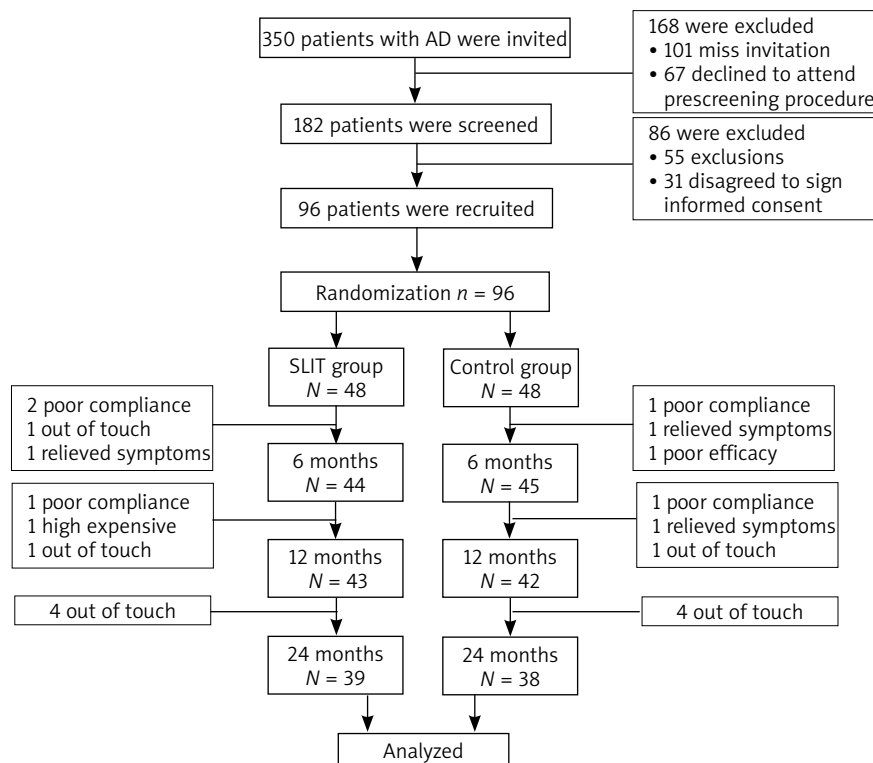 350 patients with AD were invited
168 were excluded
• 101 miss invitation
• 67 declined to attend
prescreening procedure
182 patients were screened
86 were excluded
• 55 exclusions
• 31 disagreed to sign
informed consent
96 patients were recruited
Randomization n = 96
SLIT group
N = 48
Control group
N = 48
2 poor compliance
1 out of touch
1 relieved symptoms
1 poor compliance
1 relieved symptoms
1 poor efficacy
6 months
N = 44
6 months
N = 45
1 poor compliance
1 high expensive
1 out of touch
1 poor compliance
1 relieved symptoms
1 out of touch
12 months
N = 43
12 months
N = 42
4 out of touch
4 out of touch
24 months
N = 39
24 months
N = 38
Analyzed